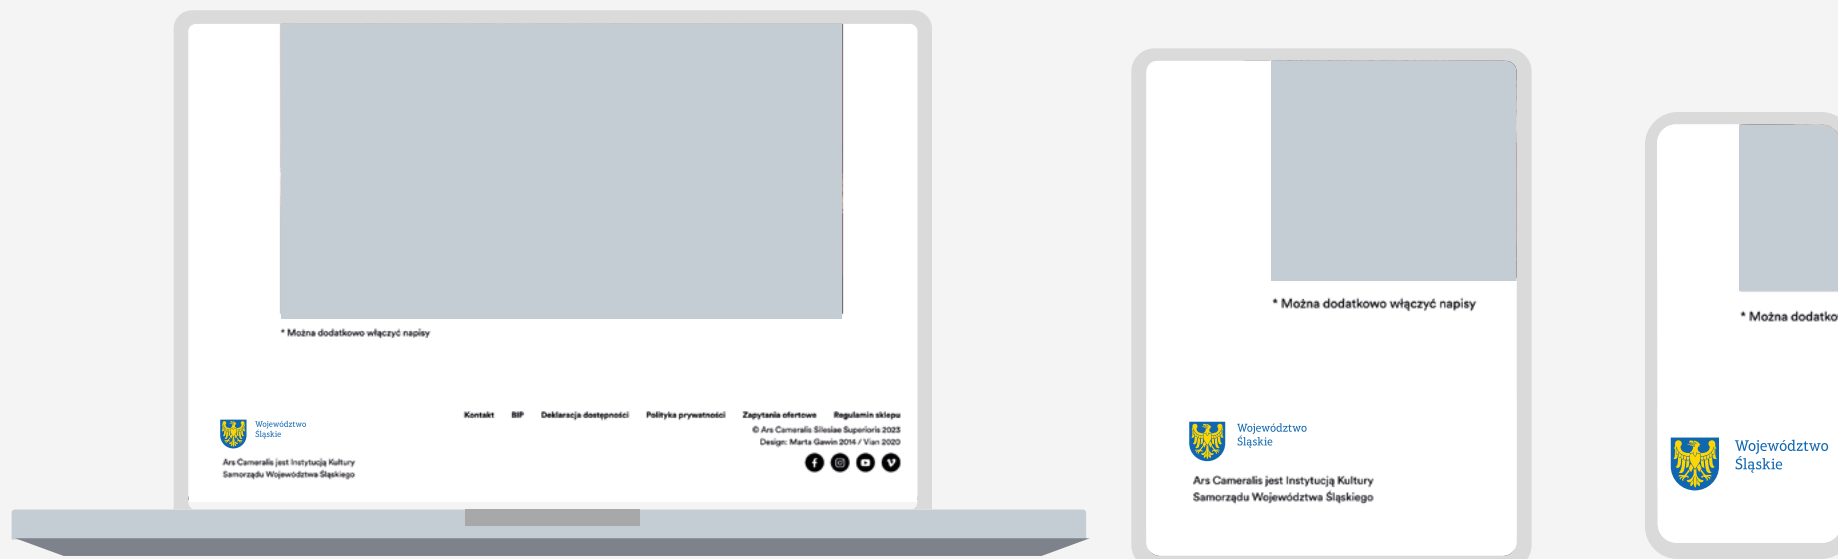 * Można dodatkowo włączyć napisy
Kontakt BIP Deklaracja dostępności Polityka prywatności Zapytania ofertowe Regulamin sklepu
© Ars Cameralis Silesiae Superioris 2023
Design: Marta Gawin 2014 / Vian 2020
Województwo
Śląskie
Ars Cameralis jest Instytucją Kultury
Samorządu Województwa Śląskiego
* Można dodatkowo włączyć napisy
Województwo
Śląskie
Ars Cameralis jest Instytucją Kultury
Samorządu Województwa Śląskiego
* Można dodatko
Województwo
Śląskie